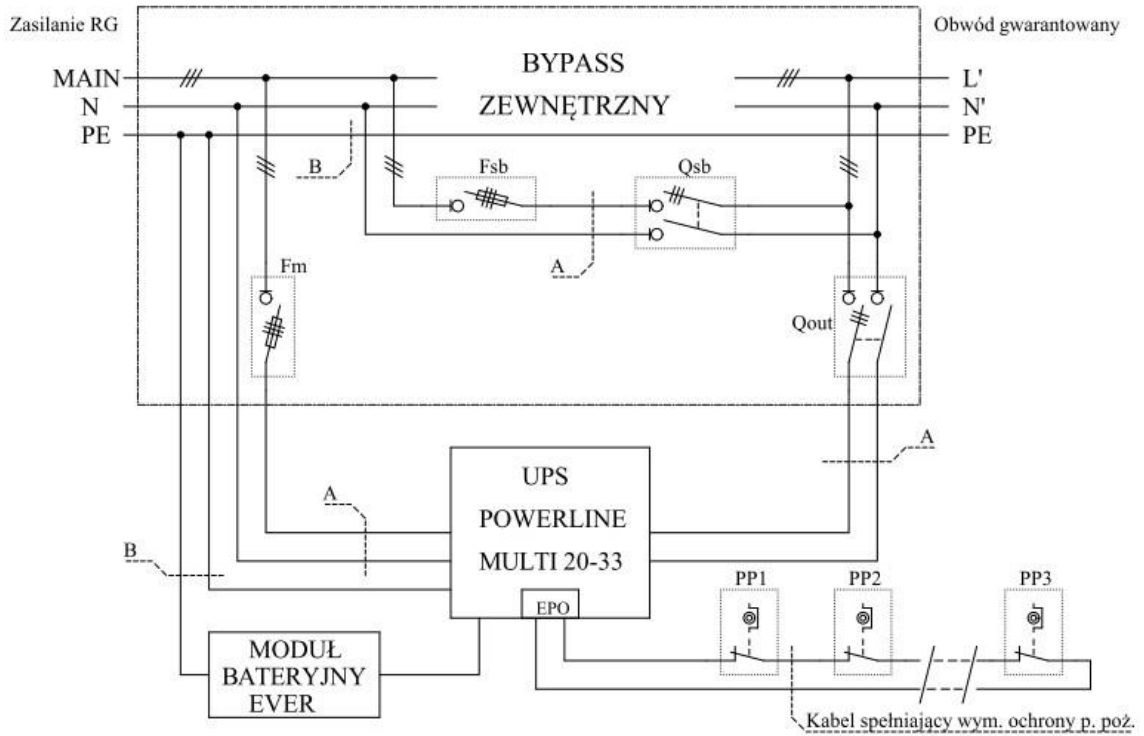 Zasilanie RG
Obwód gwarantowany
BYPASS
ZEWNĘTRZNY
MAIN
N
PE
L'
N'
PE
B
Fsb
Qsb
A
Fm
Qout
A
A
B
UPS
POWERLINE
MULTI 20-33
EPO
PP1
PP2
PP3
MODUŁ
BATERYJNY
EVER
Kabel spełniający wym. ochrony p. poż.